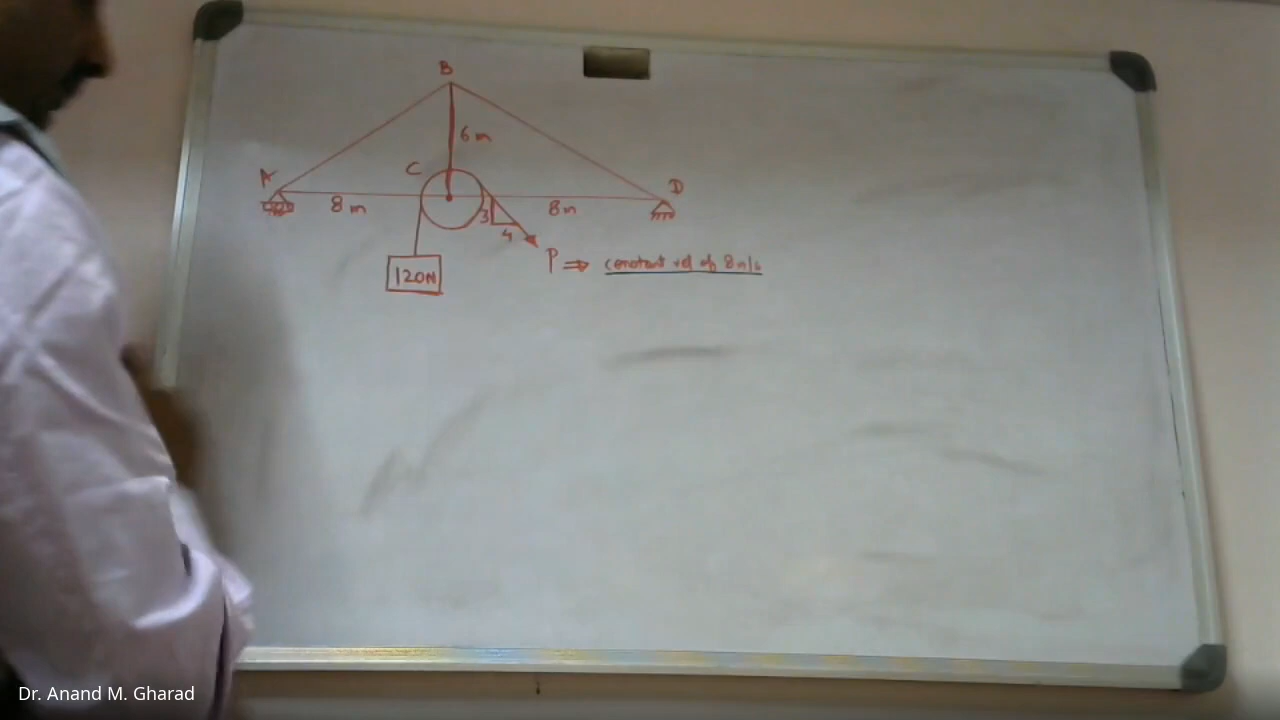 B
6m
C
A
D
8m
8m
3
4
P ⇒ constant vel of 8m/s
120N
Dr. Anand M. Gharad